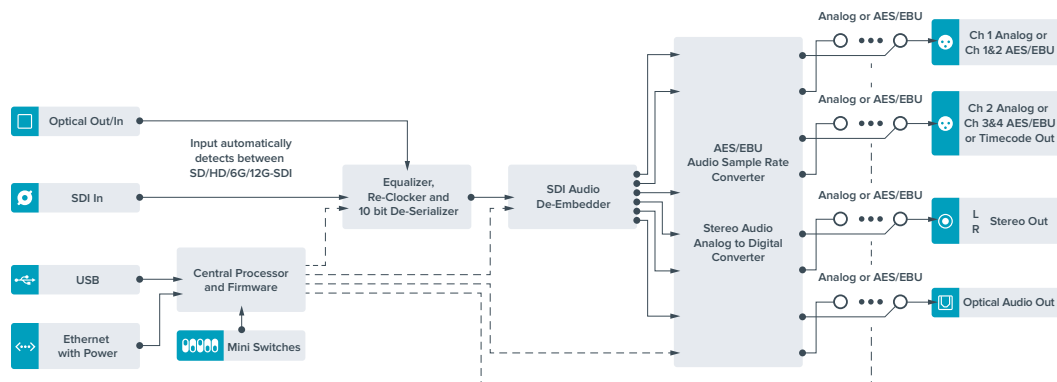 Analog or AES/EBU
Ch 1 Analog or
Ch 1&2 AES/EBU
Optical Out/In
Input automatically
detects between
SD/HD/6G/12G-SDI
Analog or AES/EBU
Ch 2 Analog or
Ch 3&4 AES/EBU
or Timecode Out
AES/EBU
Audio Sample Rate
Converter
SDI In
Equalizer,
Re-Clocker and
10 bit De-Serializer
SDI Audio
De-Embedder
Analog or AES/EBU
L
R
Stereo Out
Stereo Audio
Analog to Digital
Converter
USB
Central Processor
and Firmware
Analog or AES/EBU
Optical Audio Out
Ethernet
with Power
Mini Switches